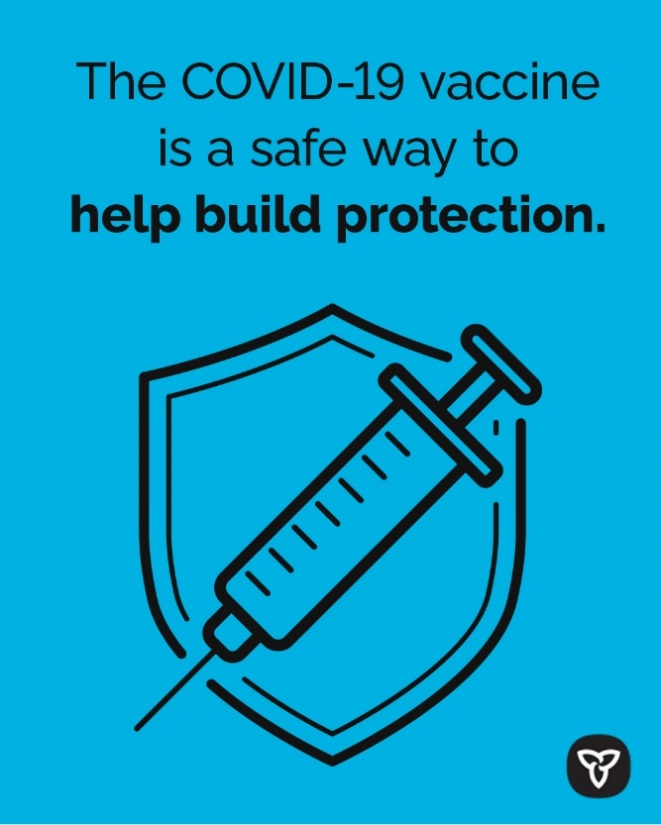 The COVID-19 vaccine
is a safe way to
help build protection.